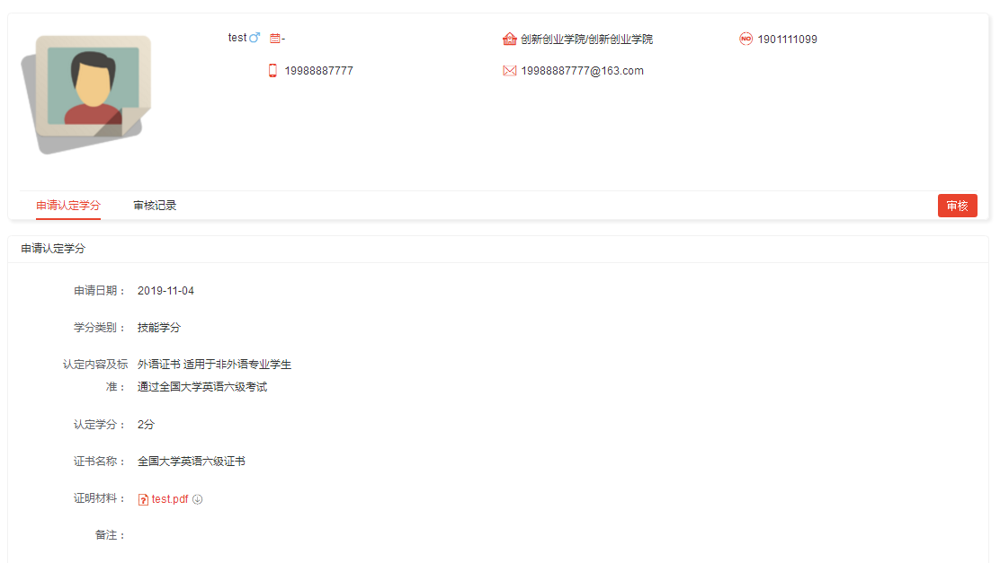 test -
创新创业学院/创新创业学院
NO 1901111099
19988887777
19988887777@163.com
申请认定学分
审核记录
审核
申请认定学分
申请日期： 2019-11-04
学分类别： 技能学分
认定内容及标 外语证书 适用于非外语专业学生
准： 通过全国大学英语六级考试
认定学分： 2分
证书名称： 全国大学英语六级证书
证明材料： ? test.pdf
备注：